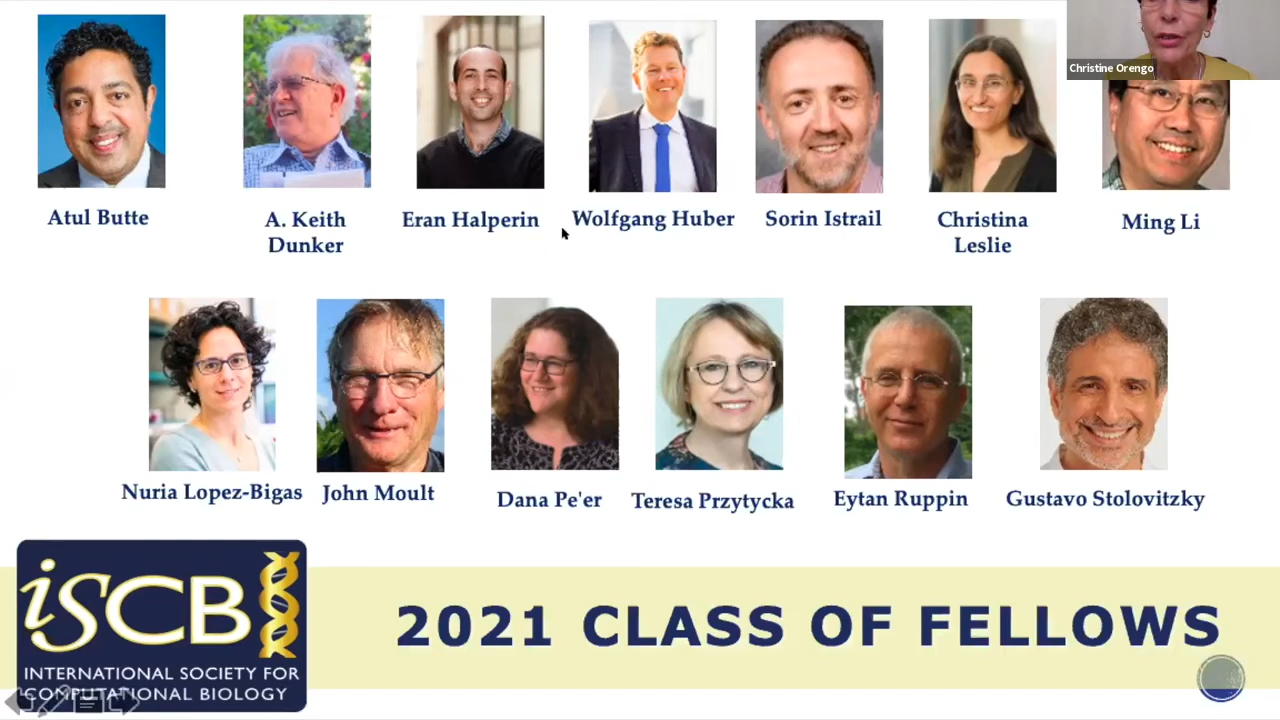 Christine Orengo
Atul Butte
A. Keith
Dunker
Eran Halperin
Wolfgang Huber
Sorin Istrail
Christina
Leslie
Ming Li
Nuria Lopez-Bigas
John Moult
Dana Pe'er
Teresa Przytycka
Eytan Ruppin
Gustavo Stolovitzky
iSCB
INTERNATIONAL SOCIETY FOR
COMPUTATIONAL BIOLOGY
2021 CLASS OF FELLOWS